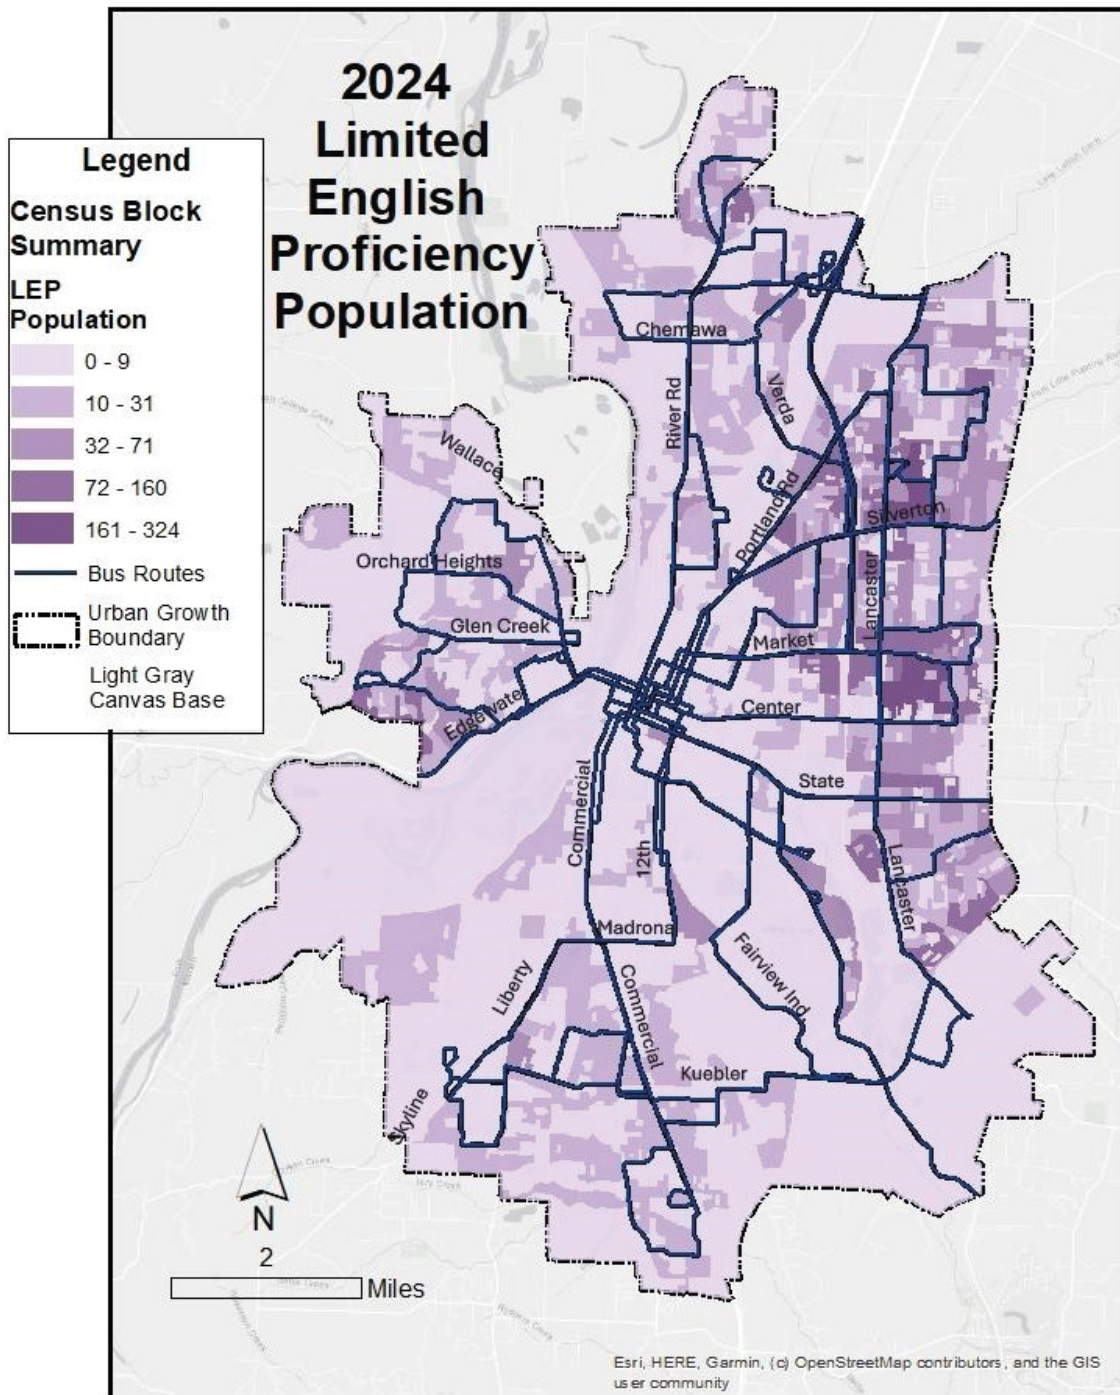 2024
Limited
English
Proficiency
Population
Legend
Census Block
Summary
LEP
Population
0 - 9
10 - 31
32 - 71
72 - 160
161 - 324
Bus Routes
Urban Growth
Boundary
Light Gray
Canvas Base
Chemawa
River Rd
Verda
Wallace
Portland Rd
Silverton
Orchard Heights
Lancaster
Glen Creek
Market
Edgewater
Center
State
Commercial
12th
Lancaster
Madrona
Fairview Ind
Liberty
Commercial
Kuebler
Skyline
N
2
Miles
Esri, HERE, Garmin, (c) OpenStreetMap contributors, and the GIS
user community